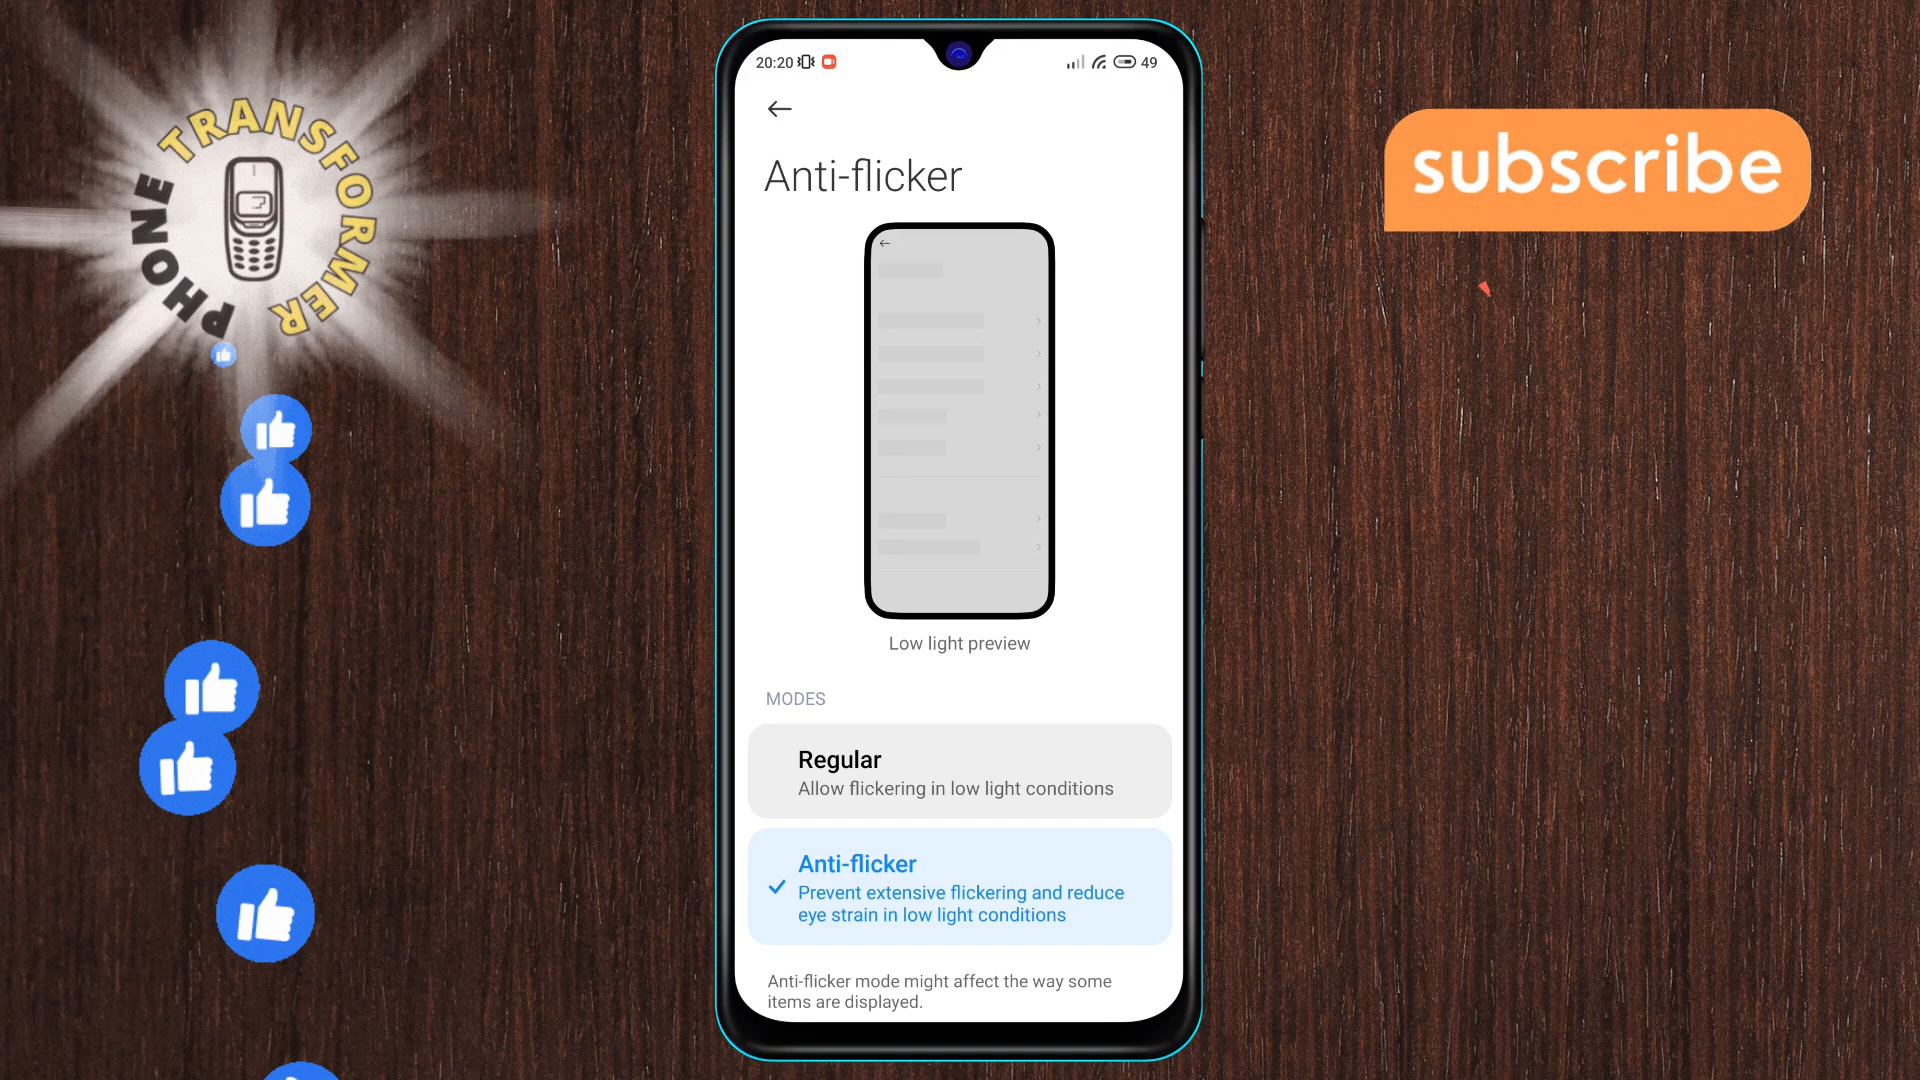 PHONE TRANSFORMER
subscribe
20:20
49
Anti-flicker
Low light preview
MODES
Regular
Allow flickering in low light conditions
Anti-flicker
Prevent extensive flickering and reduce
eye strain in low light conditions
Anti-flicker mode might affect the way some
items are displayed.